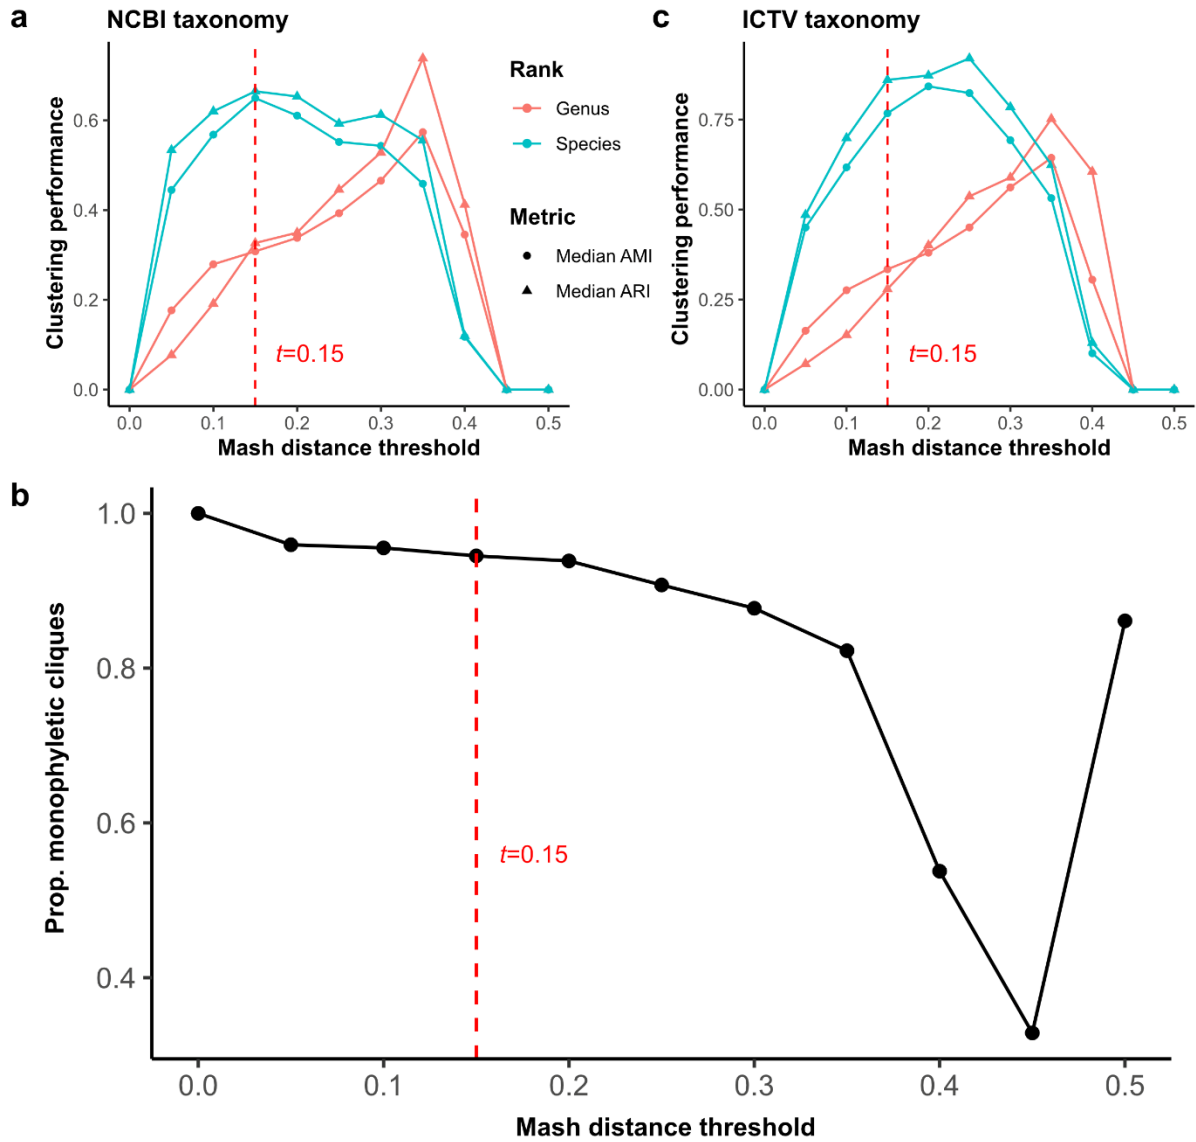 a
NCBI taxonomy
Clustering performance
0.6
0.4
0.2
0.0
t=0.15
0.0 0.1 0.2 0.3 0.4 0.5
Mash distance threshold
Rank
Genus
Species
Metric
Median AMI
Median ARI
c
ICTV taxonomy
Clustering performance
0.75
0.50
0.25
0.00
t=0.15
0.0 0.1 0.2 0.3 0.4 0.5
Mash distance threshold
b
Prop. monophyletic cliques
1.0
0.8
0.6
0.4
t=0.15
0.0 0.1 0.2 0.3 0.4 0.5
Mash distance threshold